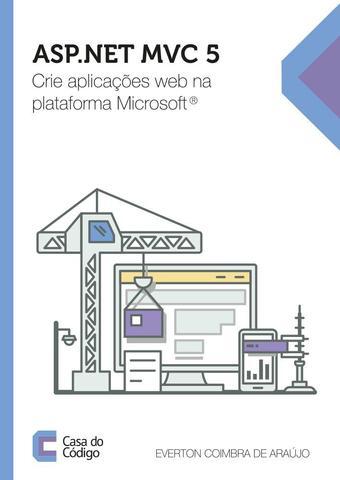 ASP.NET MVC 5
Crie aplicações web na
plataforma Microsoft®
Casa do
Código
EVERTON COIMBRA DE ARAÚJO